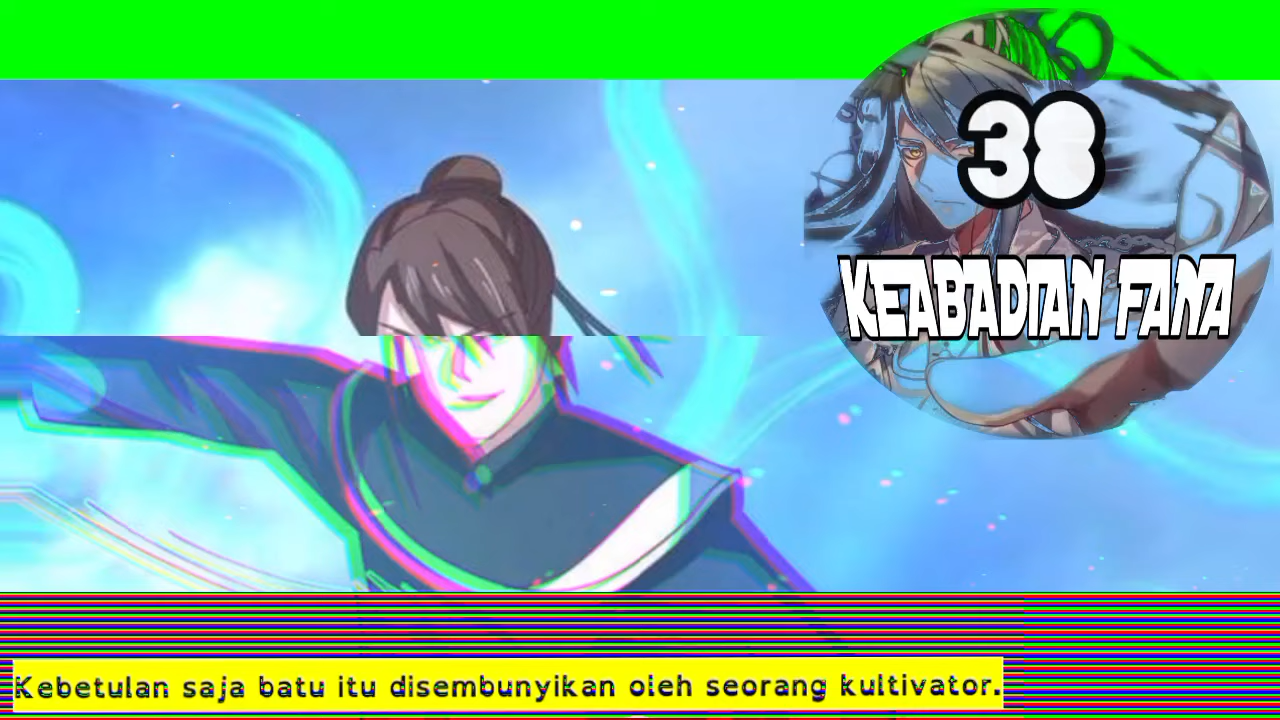 38
KEABADIAN FANA
Kebetulan saja batu itu disembunyikan oleh seorang kultivator.